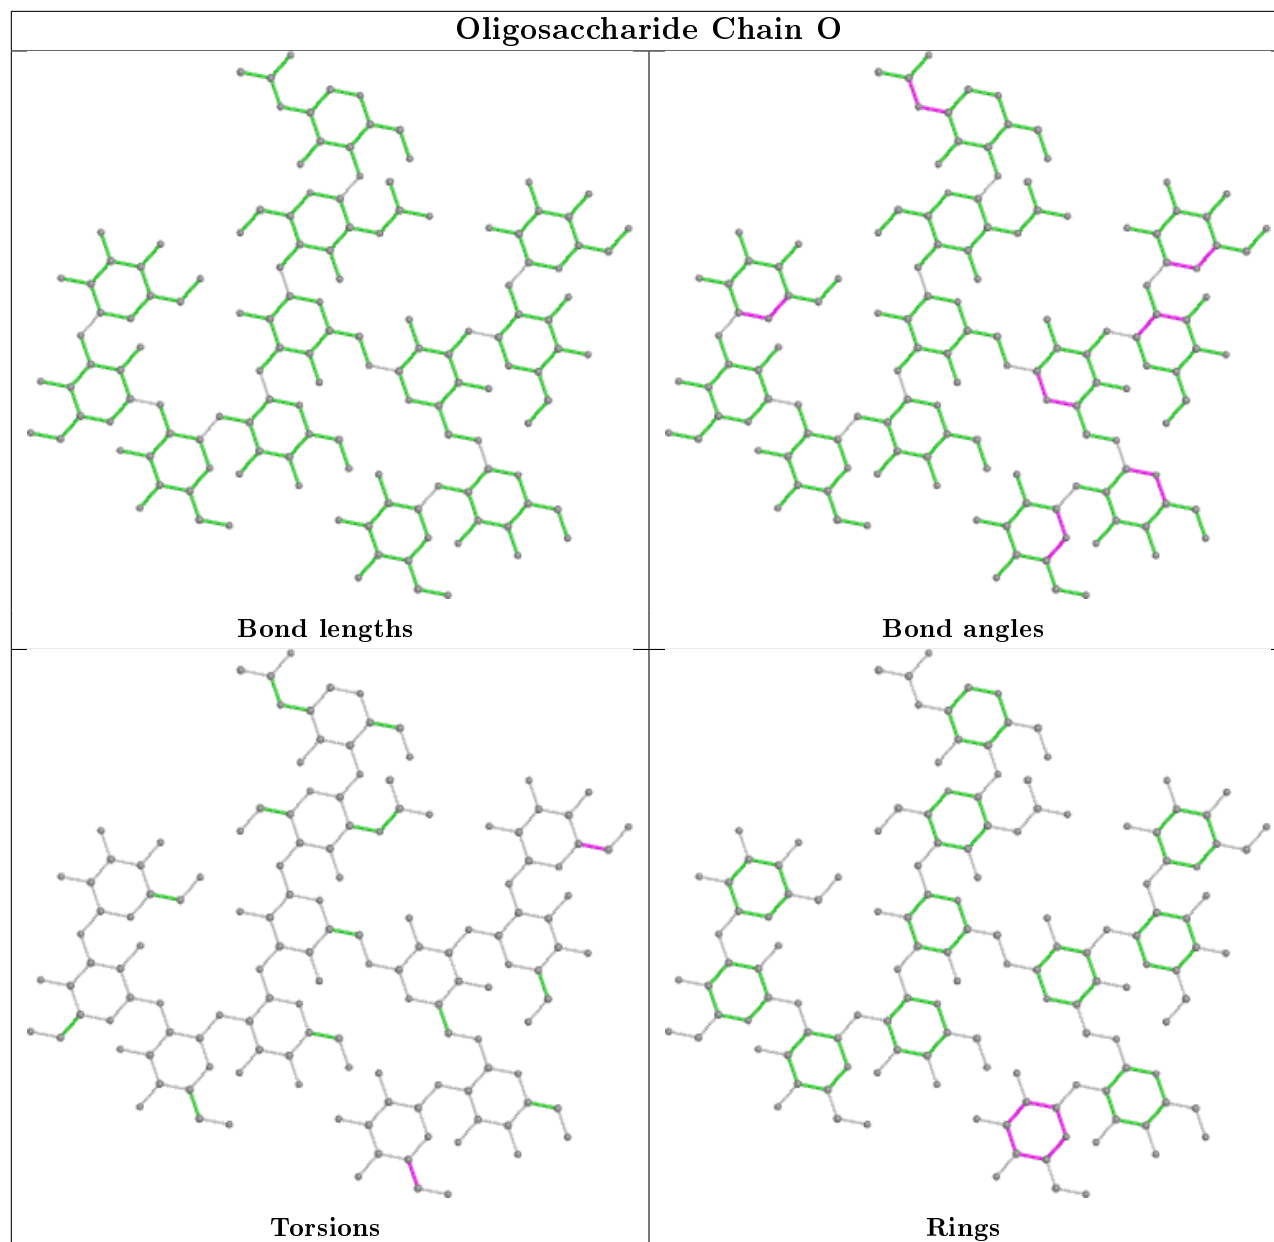 Oligosaccharide Chain O
Bond lengths
Bond angles
Torsions
Rings